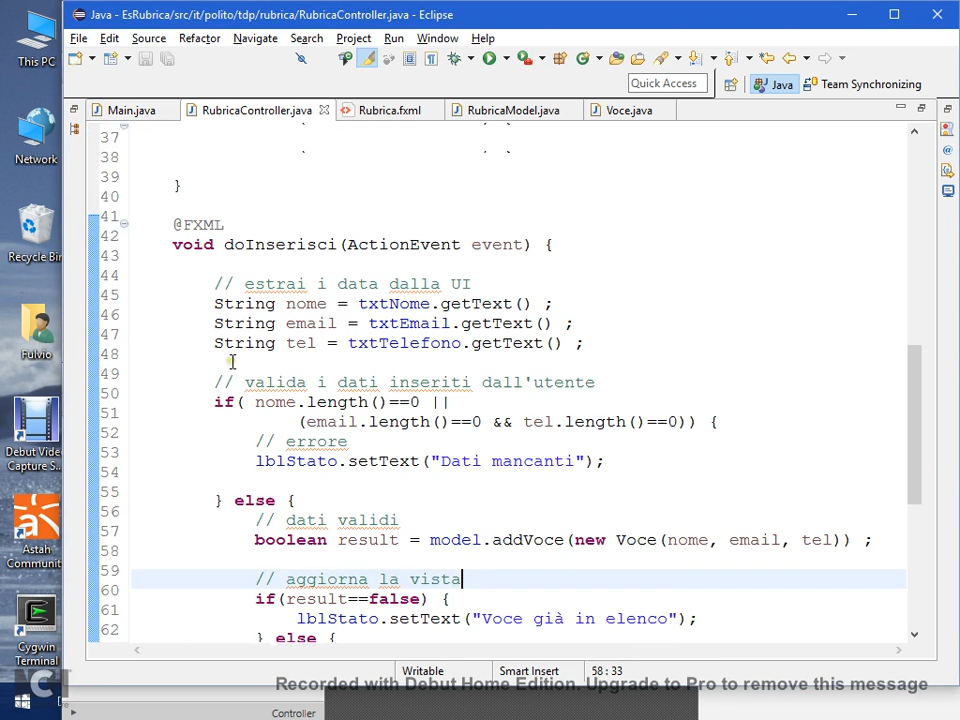 Java - EsRubrica/src/it/polito/tdp/rubrica/RubricaController.java - Eclipse
File Edit Source Refactor Navigate Search Project Run Window Help
Quick Access
Java
Team Synchronizing
Main.java
RubricaController.java
Rubrica.fxml
RubricaModel.java
Voce.java
37
38
39
40 }
41
42 @FXML
43 void doInserisci(ActionEvent event) {
44
45 // estrai i data dalla UI
46 String nome = txtNome.getText() ;
47 String email = txtEmail.getText() ;
48 String tel = txtTelefono.getText() ;
49
50 // valida i dati inseriti dall'utente
51 if( nome.length()==0 ||
52 (email.length()==0 && tel.length()==0)) {
53 // errore
54 lblStato.setText("Dati mancanti");
55
56 } else {
57 // dati validi
58 boolean result = model.addVoce(new Voce(nome, email, tel)) ;
59
60 // aggiorna la vista
61 if(result==false) {
62 lblStato.setText("Voce già in elenco");
} else {
This PC
Network
Recycle Bin
Fulvio
Debut Video
Capture S...
Astah
Communit...
Cygwin
Terminal
Writable
Smart Insert
58 : 33
Recorded with Debut Home Edition. Upgrade to Pro to remove this message
Controller